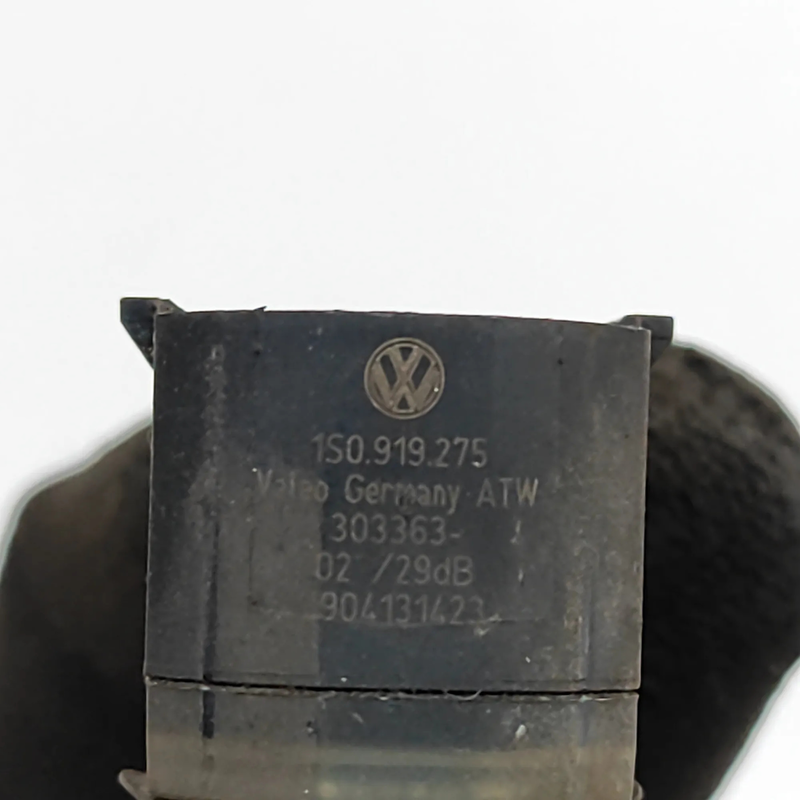 1S0.919.275
Valeo Germany ATW
303363-
02 /29dB
904131423